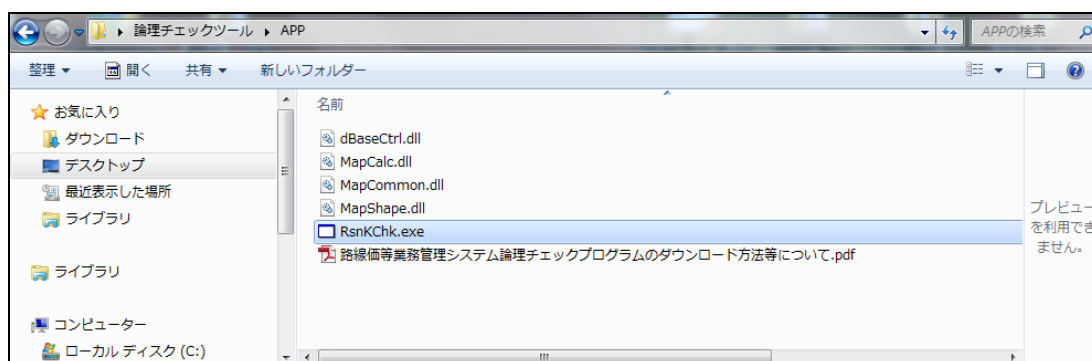 論理チェックツール ▸ APP
APPの検索
整理 ▼ 開く 共有 ▼ 新しいフォルダー
お気に入り
ダウンロード
デスクトップ
最近表示した場所
ライブラリ
ライブラリ
コンピューター
ローカル ディスク (C:)
名前
dBaseCtrl.dll
MapCalc.dll
MapCommon.dll
MapShape.dll
RsnKChk.exe
路線価等業務管理システム論理チェックプログラムのダウンロード方法等について.pdf
プレビュー
を利用でき
ません。